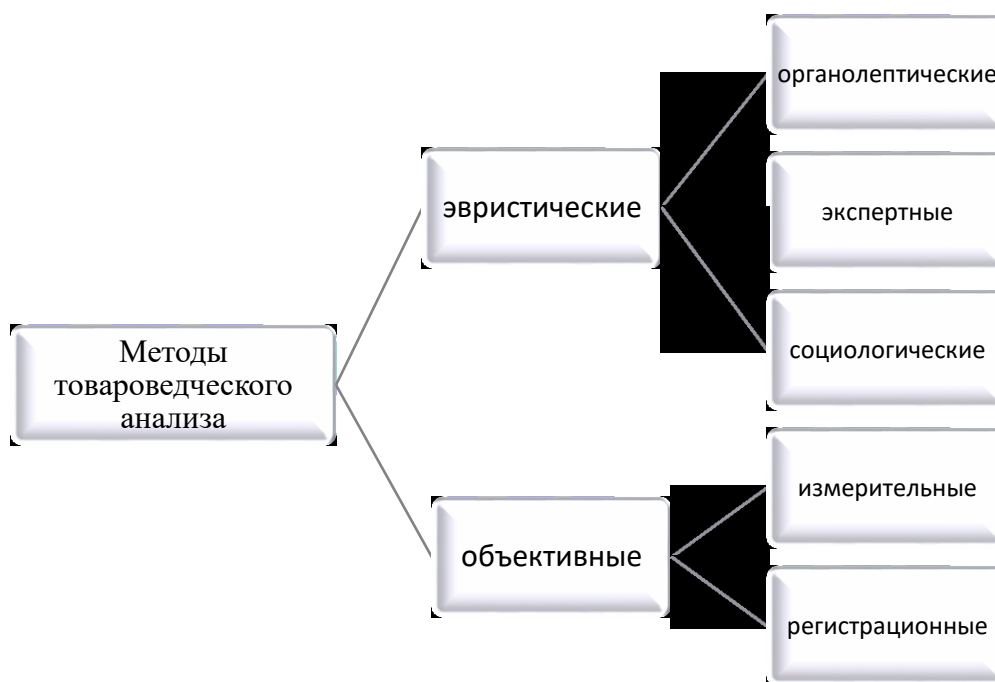 Методы
товароведческого
анализа
эвристические
органолептические
экспертные
социологические
объективные
измерительные
регистрационные